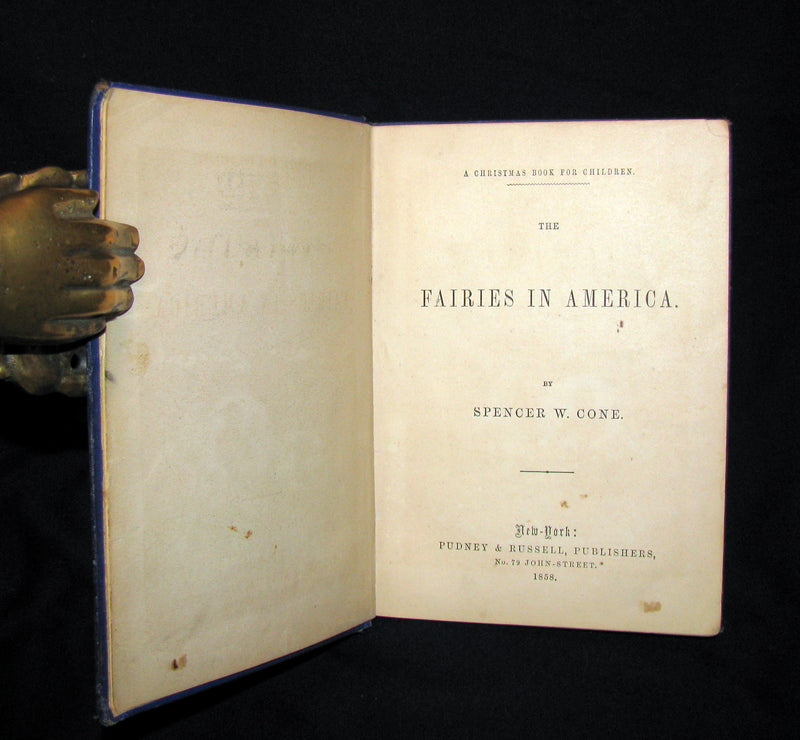 A CHRISTMAS BOOK FOR CHILDREN.
THE
FAIRIES IN AMERICA.
BY
SPENCER W. CONE.
New-York:
PUDNEY & RUSSELL, PUBLISHERS,
No. 79 JOHN-STREET.
1858.